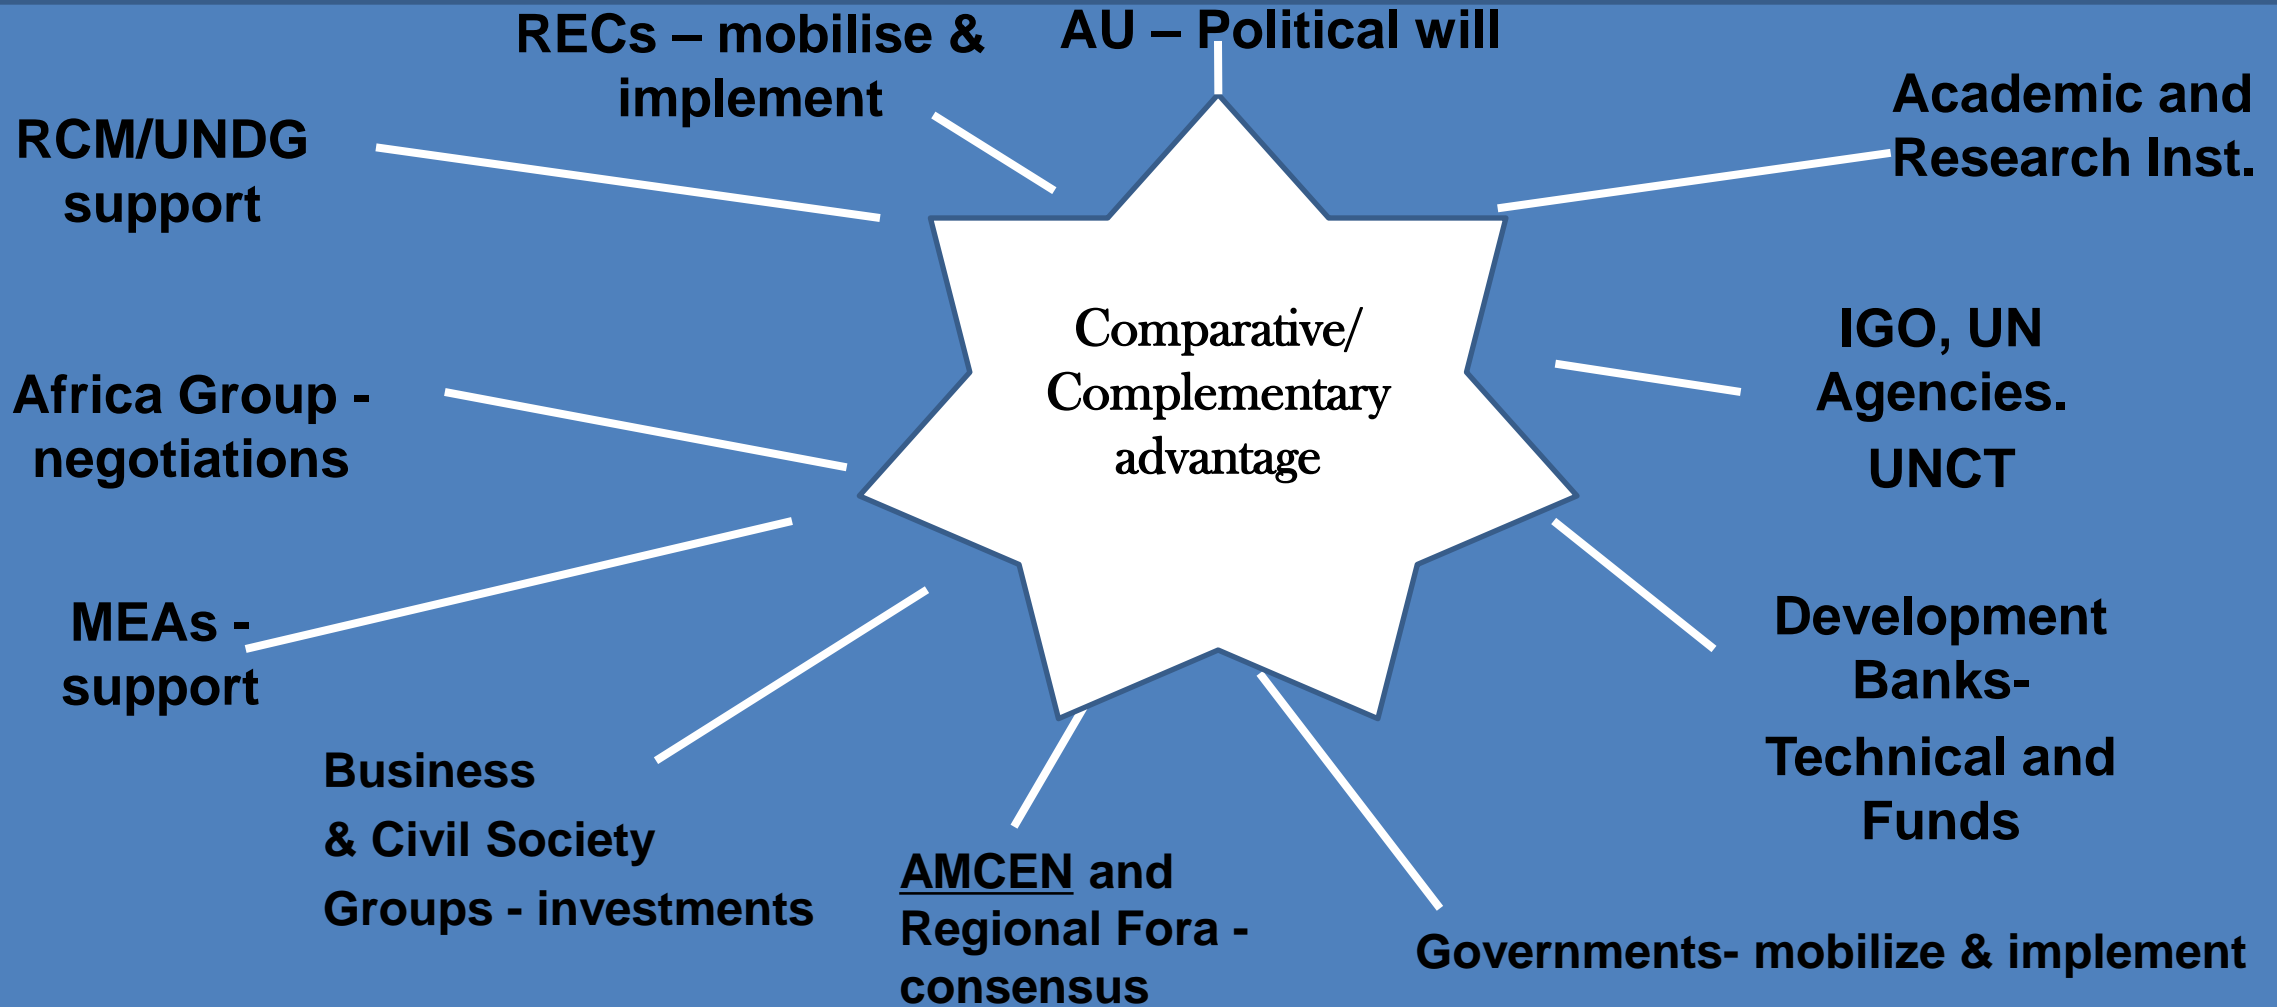 RECs – mobilise &
implement
AU – Political will
Academic and
Research Inst.
RCM/UNDG
support
Comparative/
Complementary
advantage
IGO, UN
Agencies.
UNCT
Africa Group -
negotiations
Development
Banks-
Technical and
Funds
MEAs -
support
Business
& Civil Society
Groups - investments
AMCEN and
Regional Fora -
consensus
Governments- mobilize & implement